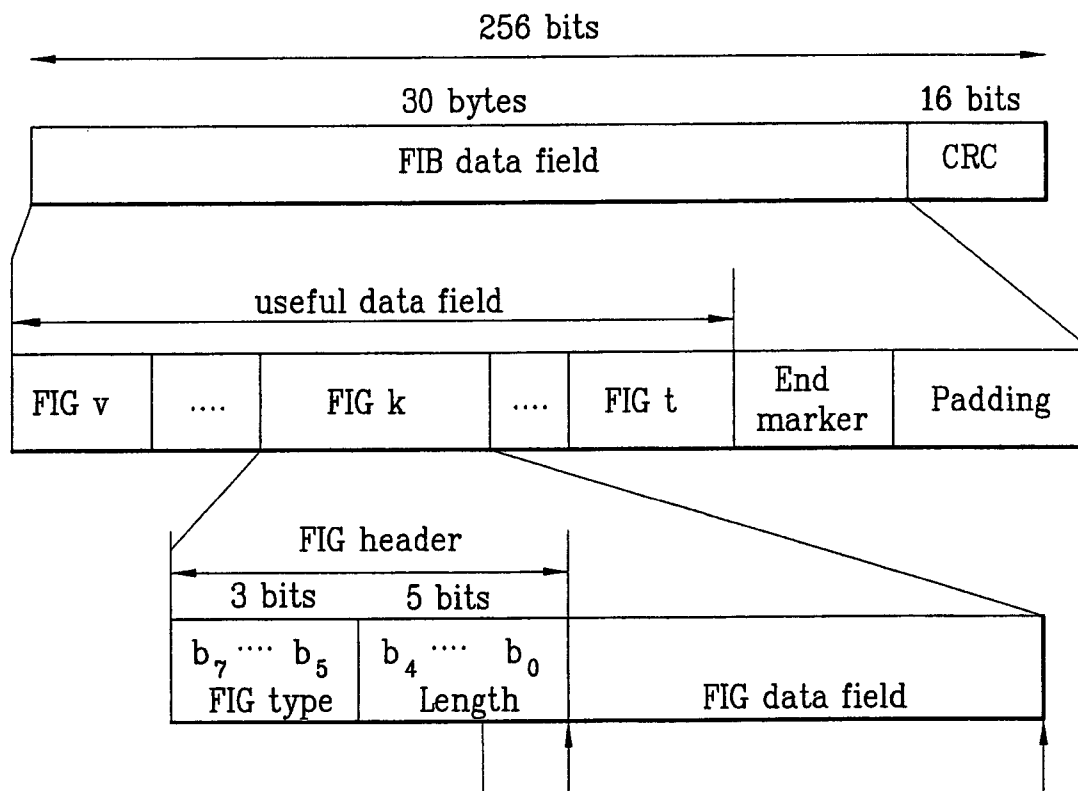 256 bits
30 bytes 16 bits
FIB data field CRC
useful data field
FIG v .... FIG k .... FIG t End marker Padding
FIG header
3 bits 5 bits
b7 .... b5 b4 .... b0
FIG type Length FIG data field